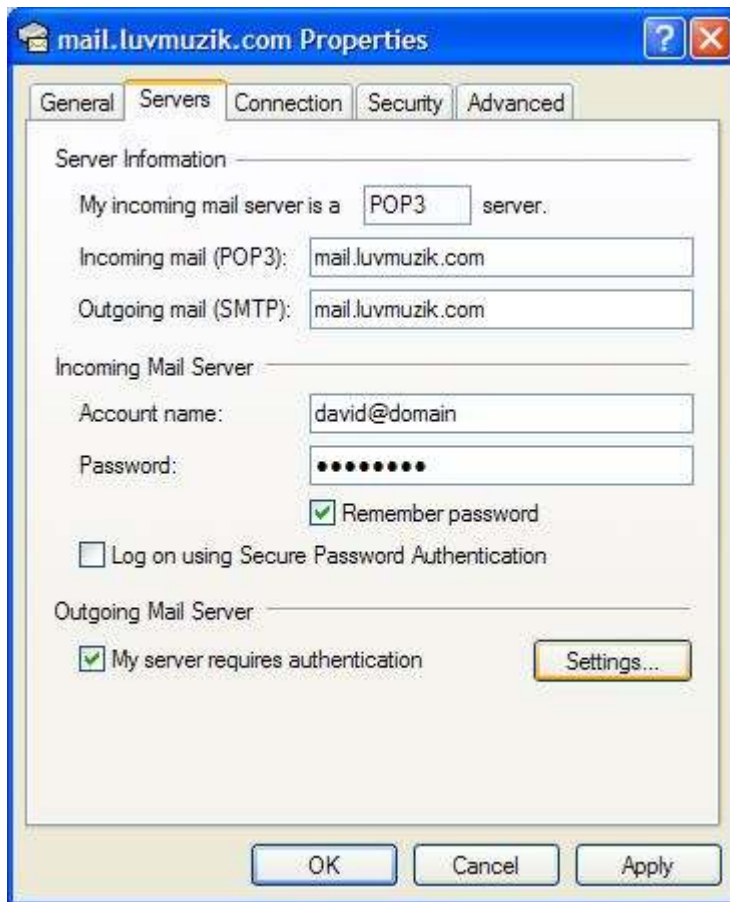 mail.luvmuzik.com Properties
General Servers Connection Security Advanced
Server Information
My incoming mail server is a POP3 server.
Incoming mail (POP3): mail.luvmuzik.com
Outgoing mail (SMTP): mail.luvmuzik.com
Incoming Mail Server
Account name: david@domain
Password: ●●●●●●●●
Remember password
Log on using Secure Password Authentication
Outgoing Mail Server
My server requires authentication Settings...
OK Cancel Apply